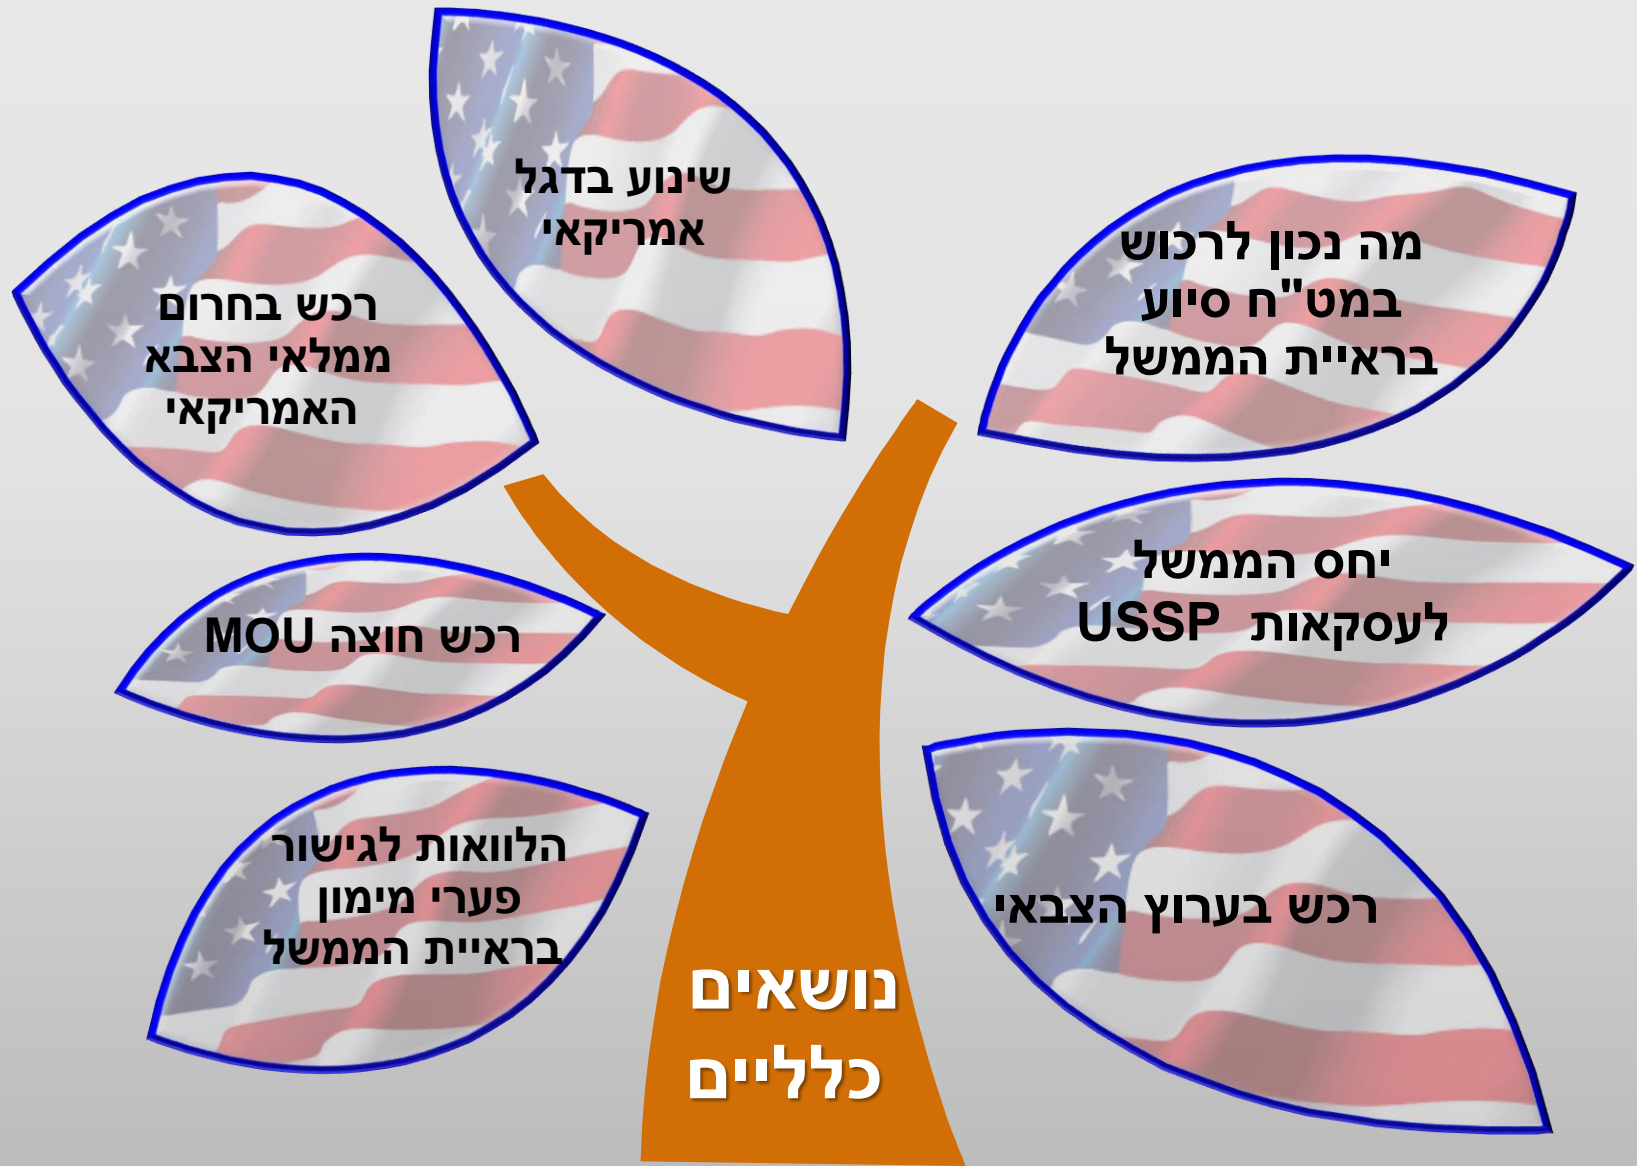 שינוע בדגל
אמריקאי
מה נכון לרכוש
במט"ח סיוע
בראיית הממשל
רכש בחרום
ממלאי הצבא
האמריקאי
יחס הממשל
לעסקאות USSP
רכש חוצה MOU
רכש בערוץ הצבאי
הלוואות לגישור
פערי מימון
בראיית הממשל
נושאים
כלליים